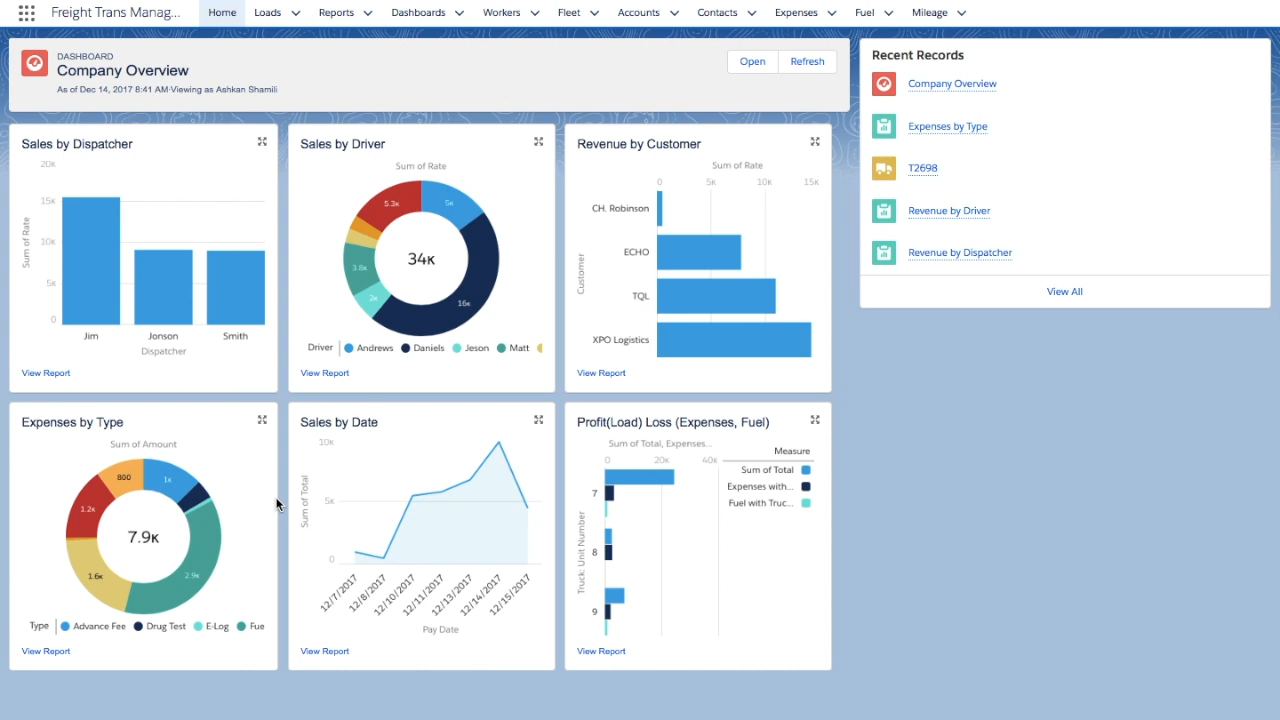 Freight Trans Manag...
Home
Loads
Reports
Dashboards
Workers
Fleet
Accounts
Contacts
Expenses
Fuel
Mileage
DASHBOARD
Company Overview
As of Dec 14, 2017 8:41 AM·Viewing as Ashkan Shamili
Open
Refresh
Recent Records
Company Overview
Expenses by Type
T2698
Revenue by Driver
Revenue by Dispatcher
View All
Sales by Dispatcher
20K
15K
10K
5K
0
Sum of Rate
Jim Jonson Smith
Dispatcher
View Report
Sales by Driver
Sum of Rate
5.3K
5K
34K
3.8K
2K
16K
Driver Andrews Daniels Jeson Matt
View Report
Revenue by Customer
Sum of Rate
0 5K 10K 15K
Customer
CH. Robinson
ECHO
TQL
XPO Logistics
View Report
Expenses by Type
Sum of Amount
800
1K
1.2K
7.9K
1.6K
2.9K
Type Advance Fee Drug Test E-Log Fue
View Report
Sales by Date
10K
5K
0
Sum of Total
12/7/2017 12/8/2017 12/10/2017 12/11/2017 12/13/2017 12/14/2017 12/15/2017
Pay Date
View Report
Profit(Load) Loss (Expenses, Fuel)
Sum of Total, Expenses...
0 20K 40K
Measure
Sum of Total
Expenses with...
Fuel with Truc...
Truck: Unit Number
7
8
9
View Report